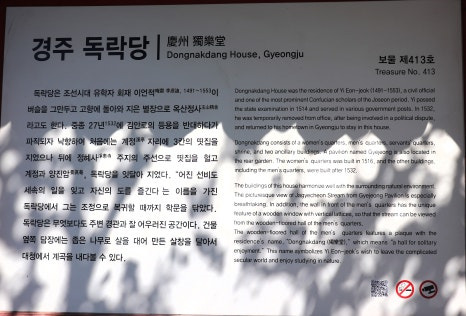 경주 독락당 | 慶州 獨樂堂
Dongnakdang House, Gyeongju
보물 제413호
Treasure No. 413
독락당은 조선시대 유학자 회재 이언적 1491~1553이
벼슬을 그만두고 고향에 돌아와 지은 별장으로 옥산정사
라고도 한다. 중종 27년1532에 김안로의 등용을 반대하다가
파직되자 낙향하여 처음에는 계정 자리에 3칸의 띳집을
지었으나 뒤에 정혜사 주지의 주선으로 띳집을 헐고
계정과 양진암, 독락당을 잇달아 지었다. “어진 선비도
세속의 일을 잊고 자신의 도를 즐긴다”는 이름을 가진
독락당에서 그는 조정으로 복귀할 때까지 학문을 닦았다.
독락당은 무엇보다도 주변 경관과 잘 어우러진 공간이다. 건물
옆쪽 담장에는 좁은 나무로 살을 대어 만든 살창을 달아서
대청에서 계곡을 내다볼 수 있다.
Dongnakdang House was the residence of Yi Eon-jeok (1491~1553), a civil official
and one of the most prominent Confucian scholars of the Joseon period. Yi passed
the state examination in 1514 and served in various government posts. In 1532,
he was temporarily removed from office, after being involved in a political dispute,
and returned to his hometown in Gyeongju to stay in his house.
Dongnakdang consists of a women's quarters, men's quarters, servants' quarters,
shrine, and two ancillary buildings. A pavilion named Gyejeong is also located in
the rear garden. The women's quarters was built in 1516, and the other buildings,
including the men's quarters, were built after 1532.
The buildings of this house harmonize well with the surrounding natural environment.
The picturesque view of Jagyecheon Stream from Gyejeong Pavilion is especially
breathtaking. In addition, the wall in front of the men's quarters has the unique
feature of a wooden window with vertical lattices, so that the stream can be viewed
from the wooden-floored hall of the men's quarters.
The wooden-floored hall of the men's quarters features a plaque with the
residence's name, “Dongnakdang (獨樂堂),” which means “a hall for solitary
enjoyment.” This name symbolizes Yi Eon-jeok's wish to leave the complicated
secular world and enjoy studying in nature.